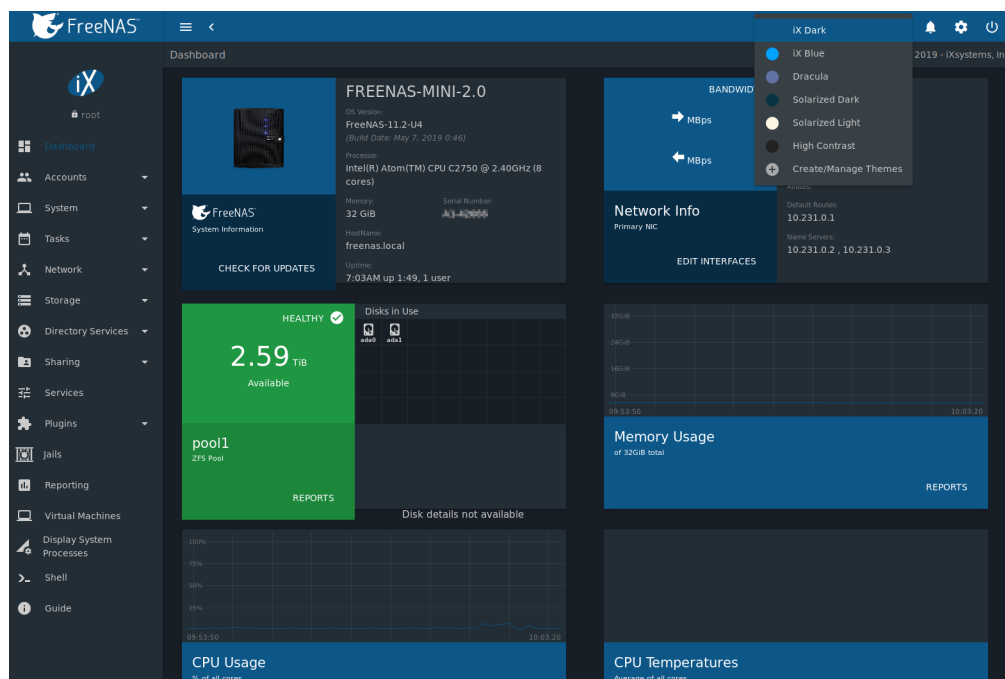 FreeNAS
iX Dark
iX Blue
Dracula
Solarized Dark
Solarized Light
High Contrast
Create/Manage Themes
Dashboard
2019 - iXsystems, In
iX
root
Dashboard
Accounts
System
Tasks
Network
Storage
Directory Services
Sharing
Services
Plugins
Jails
Reporting
Virtual Machines
Display System
Processes
Shell
Guide
FREENAS-MINI-2.0
OS Version:
FreeNAS-11.2-U4
(Build Date: May 7, 2019 0:46)
Processor:
Intel(R) Atom(TM) CPU C2750 @ 2.40GHz (8
cores)
Memory:
32 GiB
Serial Number:
HostName:
freenas.local
Uptime:
7:03AM up 1:49, 1 user
FreeNAS
System Information
CHECK FOR UPDATES
BANDWID
MBps
MBps
Network Info
Primary NIC
EDIT INTERFACES
Default Routes:
10.231.0.1
Name Servers:
10.231.0.2 , 10.231.0.3
HEALTHY
2.59 TiB
Available
pool1
ZFS Pool
REPORTS
Disks in Use
ada0 ada1
Disk details not available
32GiB
24GiB
16GiB
8GiB
09:53:50 10:03:20
Memory Usage
of 32GiB total
REPORTS
100%
75%
50%
25%
09:53:50 10:03:20
CPU Usage
% of all cores
CPU Temperatures
Average of all cores